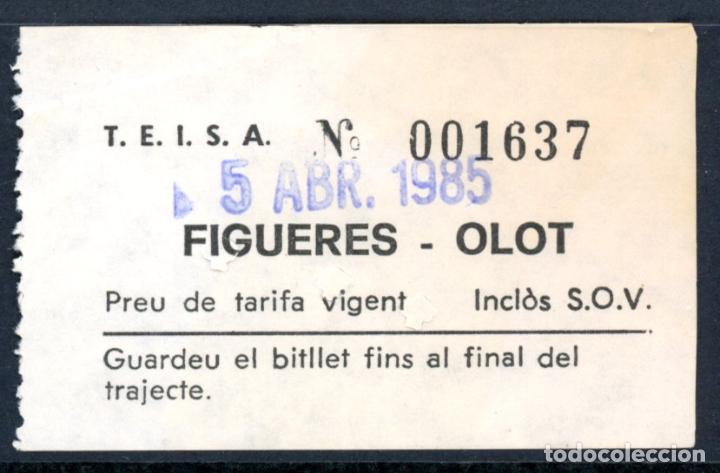 T. E. I. S. A. Nº 001637
5 ABR. 1985
FIGUERES - OLOT
Preu de tarifa vigent Inclòs S.O.V.
Guardeu el bitllet fins al final del
trajecte.
todocoleccion